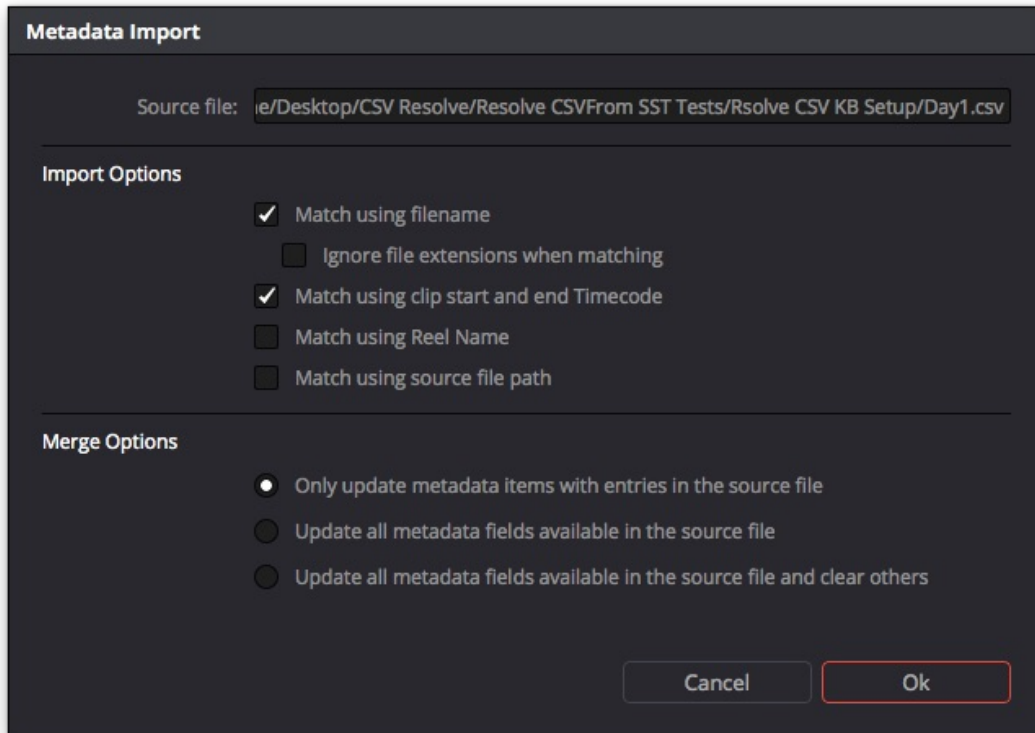 Metadata Import
Source file: e/Desktop/CSV Resolve/Resolve CSVFrom SST Tests/Rsolve CSV KB Setup/Day1.csv
Import Options
Match using filename
Ignore file extensions when matching
Match using clip start and end Timecode
Match using Reel Name
Match using source file path
Merge Options
Only update metadata items with entries in the source file
Update all metadata fields available in the source file
Update all metadata fields available in the source file and clear others
Cancel Ok